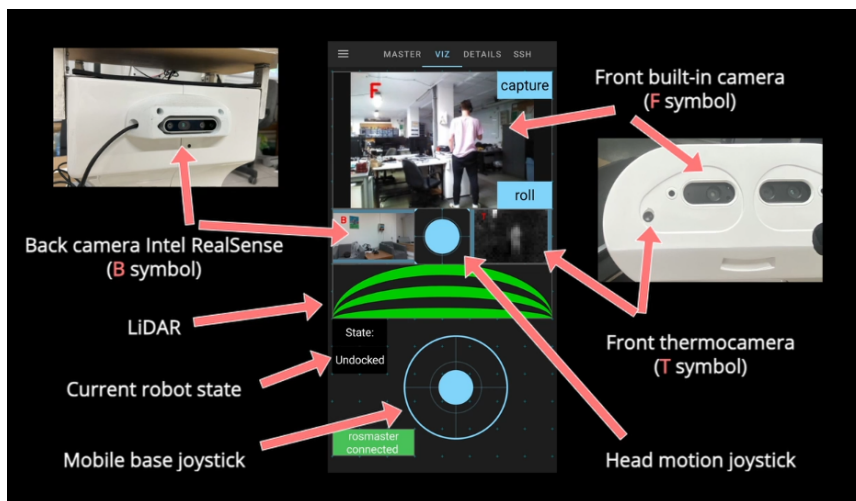 MASTER VIZ DETAILS SSH
F
capture
Front built-in camera
(F symbol)
roll
B
Back camera Intel RealSense
(B symbol)
LiDAR
State:
Undocked
Front thermocamera
(T symbol)
Current robot state
Mobile base joystick
rosmaster
connected
Head motion joystick